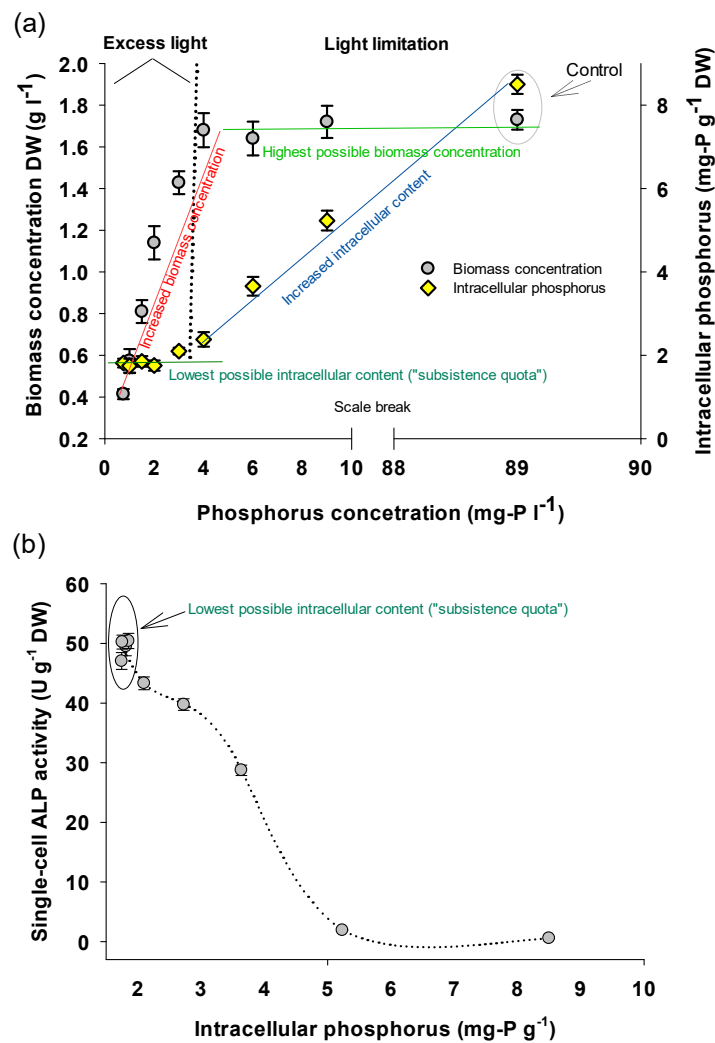 (a)
Excess light
Light limitation
Control
Biomass concentration DW (g l-1)
2.0
1.8
1.6
1.4
1.2
1.0
0.8
0.6
0.4
0.2
Intracellular phosphorus (mg-P g-1 DW)
8
6
4
2
0
Highest possible biomass concentration
Increased biomass concentration
Increased intracellular content
Biomass concentration
Intracellular phosphorus
Lowest possible intracellular content ("subsistence quota")
Scale break
0 2 4 6 8 10 88 89 90
Phosphorus concetration (mg-P l-1)
(b)
Single-cell ALP activity (U g-1 DW)
60
50
40
30
20
10
0
Lowest possible intracellular content ("subsistence quota")
2 3 4 5 6 7 8 9 10
Intracellular phosphorus (mg-P g-1)